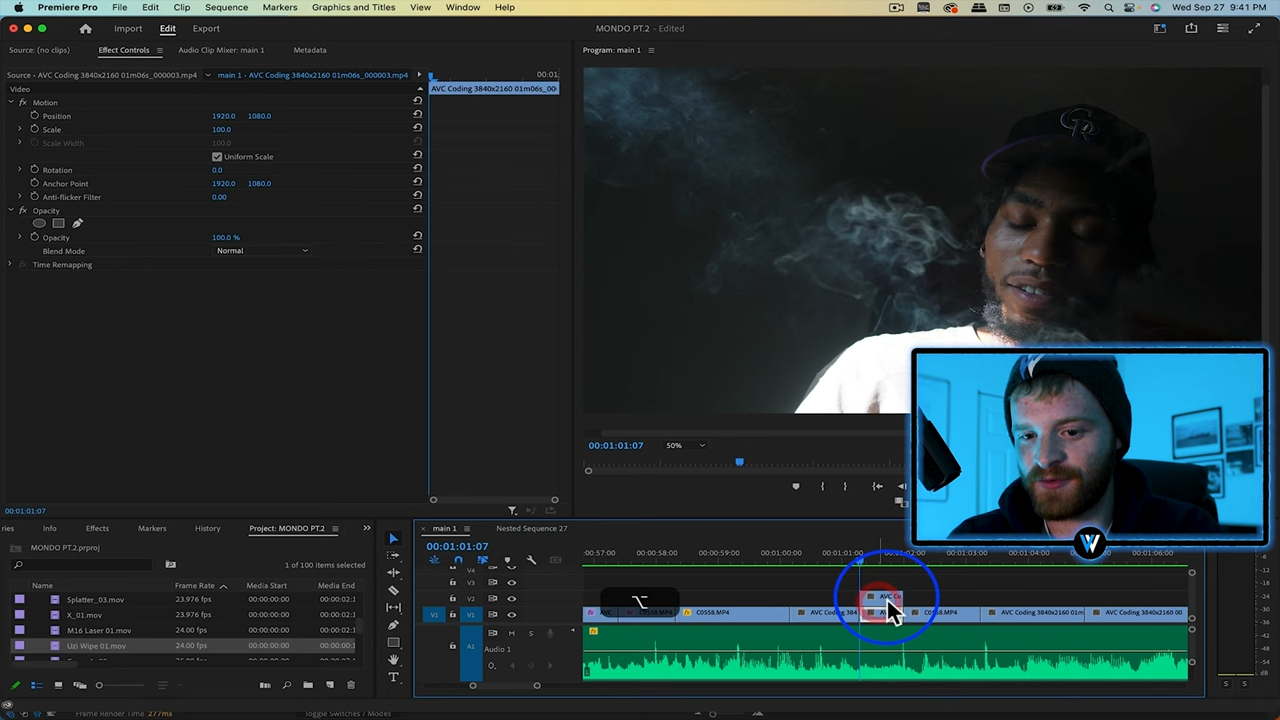 Premiere Pro File Edit Clip Sequence Markers Graphics and Titles View Window Help Wed Sep 27 9:41 PM
Import Edit Export MONDO PT.2 - Edited
Source: (no clips) Effect Controls Audio Clip Mixer: main 1 Metadata Program: main 1
Source • AVC Coding 3840x2160 01m06s_000003.mp4 main 1 • AVC Coding 3840x2160 01m06s_000003.mp4 00:01
Video AVC Coding 3840x2160 01m06s_00
fx Motion
Position 1920.0 1080.0
Scale 100.0
Scale Width 100.0
Uniform Scale
Rotation 0.0
Anchor Point 1920.0 1080.0
Anti-flicker Filter 0.00
fx Opacity
Opacity 100.0 %
Blend Mode Normal
fx Time Remapping
00:01:01:07 50%
00:01:01:07
ries Info Effects Markers History Project: MONDO PT.2
MONDO PT.2.prproj
1 of 100 Items selected
Name Frame Rate Media Start Media End
Splatter_03.mov 23.976 fps 00:00:00:00 00:00:02:1
X_01.mov 23.976 fps 00:00:00:00 00:00:01:1
M16 Laser 01.mov 24.00 fps 00:00:00:00 00:00:01:0
Uzi Wipe 01.mov 24.00 fps 00:00:00:00 00:00:00:1
main 1 Nested Sequence 27
00:01:01:07
:00:57:00 00:00:58:00 00:00:59:00 00:01:00:00 00:01:01:00 00:01:02:00 00:01:03:00 00:01:04:00 00:01:05:00 00:01:06:00
V4
V3
V2 ⌥ AVC Co
V1 V1 AVC C0558.MP4 C0558.MP4 AVC Coding 384 AV C0558.MP4 AVC Coding 3840x2160 01m AVC Coding 3840x2160 00
M S fx
A1 Audio 1
T
S S
Frame Render Time 277ms Toggle Switches / Modes